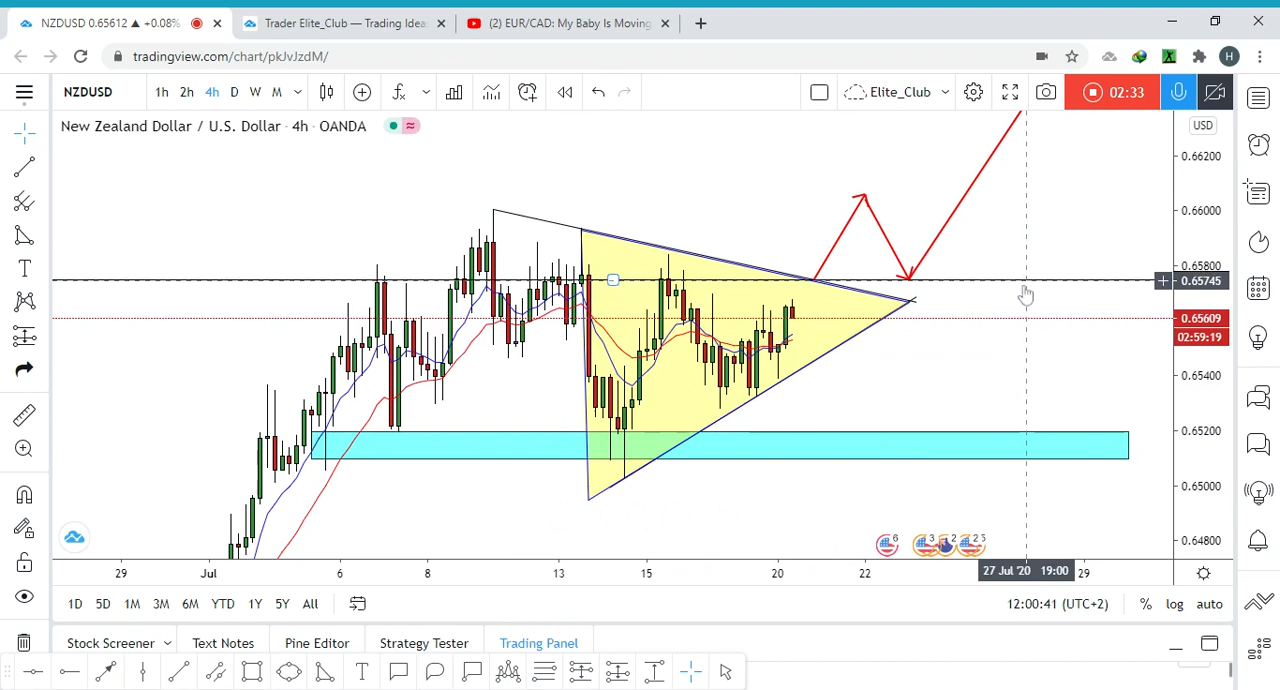 NZDUSD 0.65612 ▲ +0.08%
Trader Elite_Club — Trading Idea
(2) EUR/CAD: My Baby Is Moving
tradingview.com/chart/pkJvJzdM/
H
NZDUSD
1h 2h 4h D W M
Elite_Club
02:33
New Zealand Dollar / U.S. Dollar · 4h · OANDA
USD
0.66200
0.66000
0.65800
0.65745
0.65609
02:59:19
0.65400
0.65200
0.65000
0.64800
6
3
2
2 5
29 Jul 6 8 13 15 20 22 27 Jul '20 19:00 29
1D 5D 1M 3M 6M YTD 1Y 5Y All
12:00:41 (UTC+2) % log auto
Stock Screener Text Notes Pine Editor Strategy Tester Trading Panel